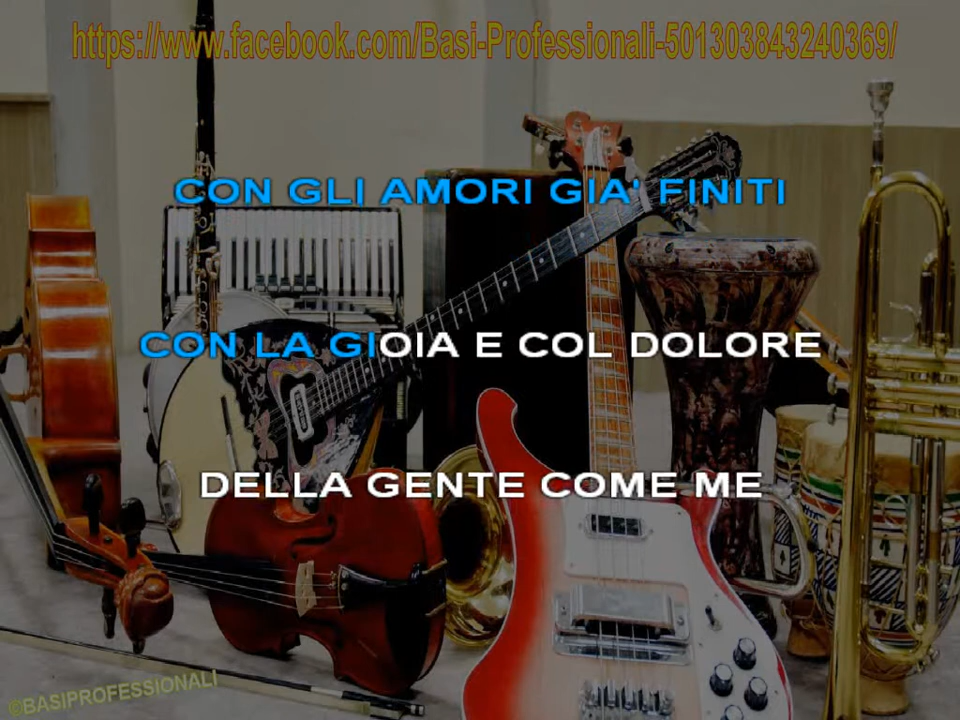 https://www.facebook.com/Basi-Professionali-501303843240369/
CON GLI AMORI GIA' FINITI
CON LA GIOIA E COL DOLORE
DELLA GENTE COME ME
©BASIPROFESSIONALI